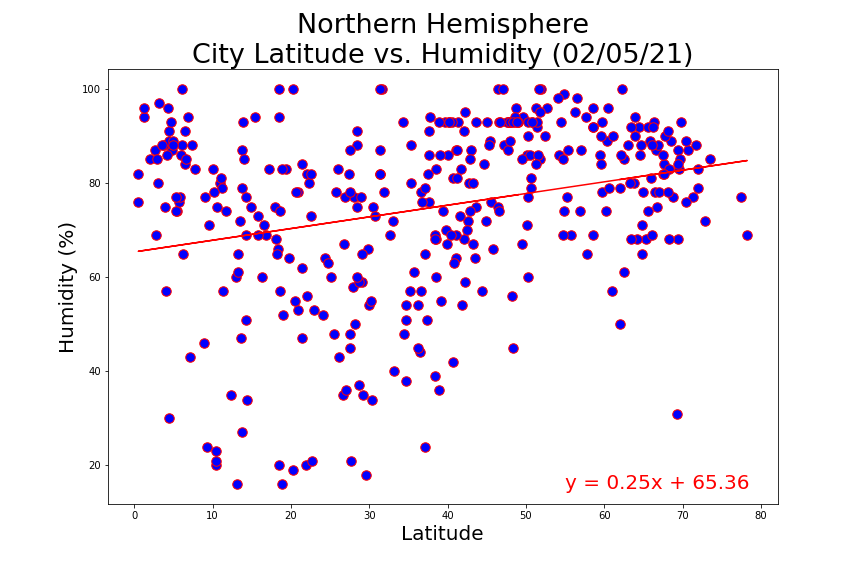 Northern Hemisphere
City Latitude vs. Humidity (02/05/21)
Humidity (%)
100
80
60
40
20
y = 0.25x + 65.36
0 10 20 30 40 50 60 70 80
Latitude